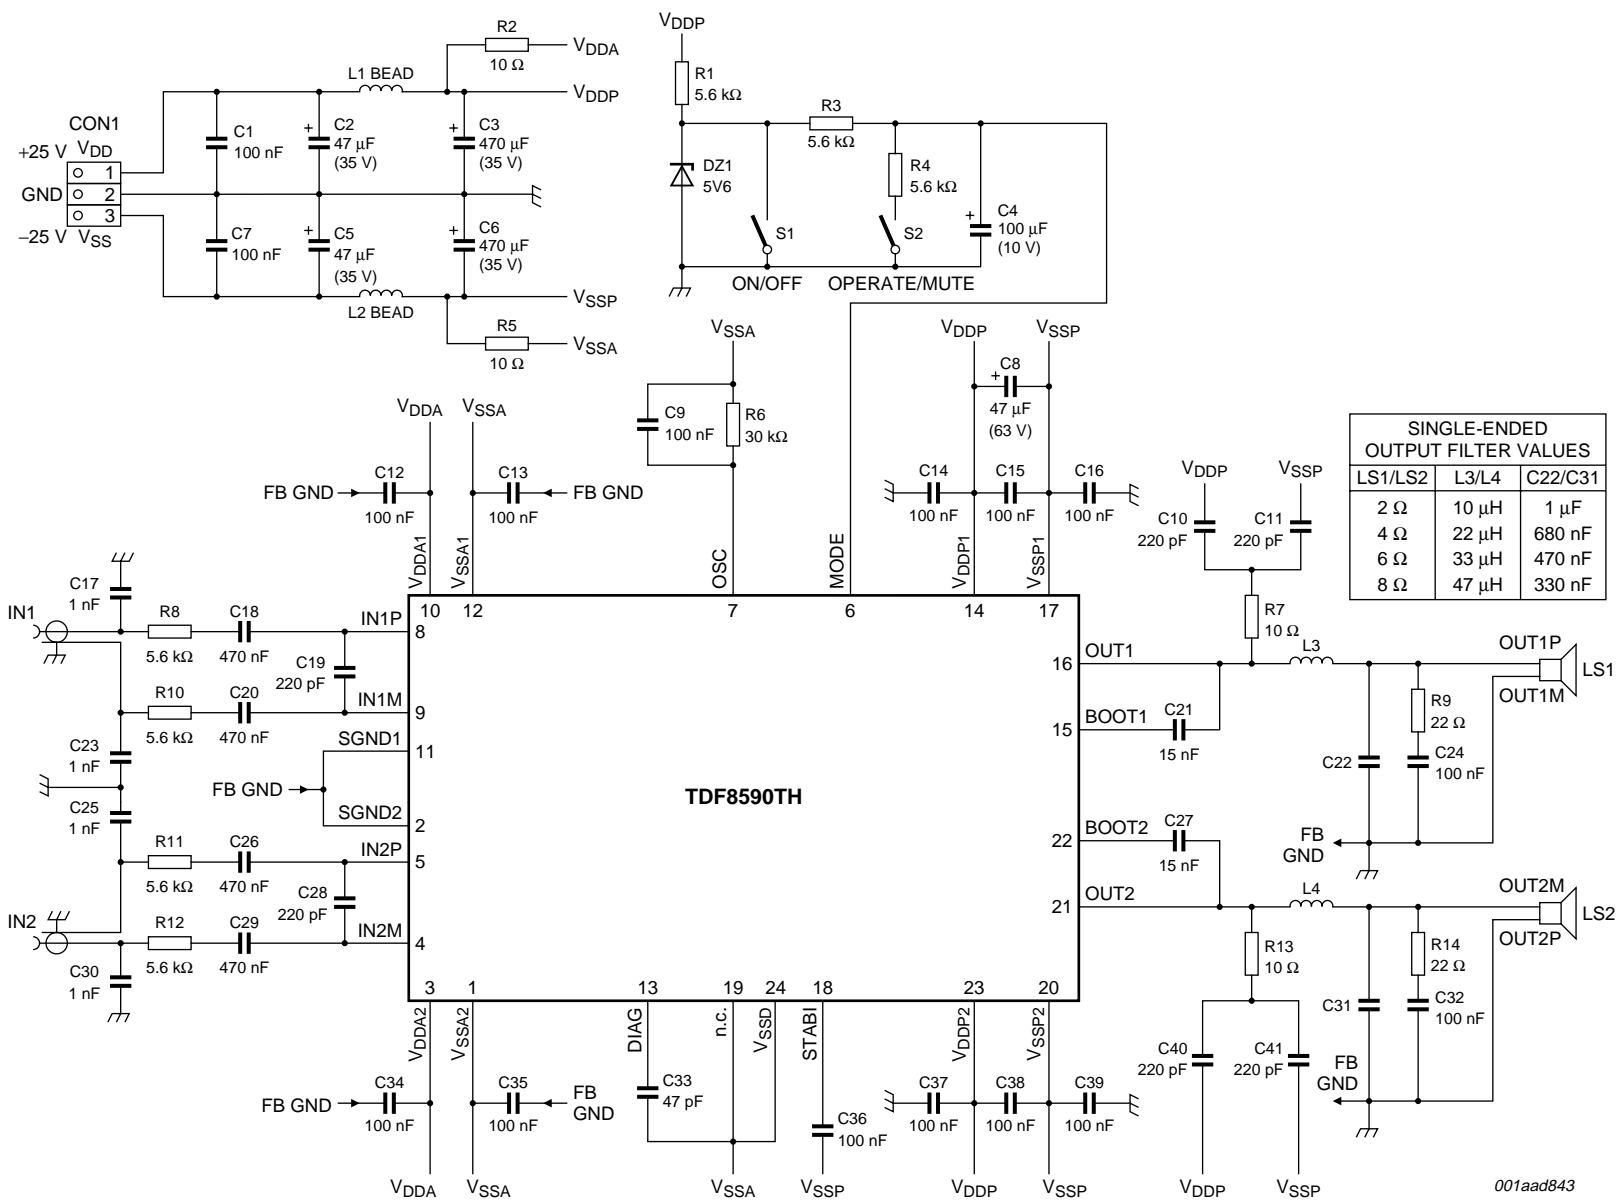 VDDP
R2
VDDA
10 Ω
L1 BEAD
R1
5.6 kΩ
VDDP
CON1
R3
5.6 kΩ
C1
100 nF
C2
47 μF
(35 V)
C3
470 μF
(35 V)
+25 V VDD
1
GND
2
3
−25 V VSS
DZ1
5V6
R4
5.6 kΩ
C7
100 nF
C5
47 μF
(35 V)
C6
470 μF
(35 V)
S1
S2
C4
100 μF
(10 V)
ON/OFF
OPERATE/MUTE
VSSP
L2 BEAD
R5
VSSA
10 Ω
VSSA
VDDP
VSSP
C8
47 μF
(63 V)
VDDA
VSSA
C9
100 nF
R6
30 kΩ
SINGLE-ENDED
OUTPUT FILTER VALUES
LS1/LS2 L3/L4 C22/C31
2 Ω 10 μH 1 μF
4 Ω 22 μH 680 nF
6 Ω 33 μH 470 nF
8 Ω 47 μH 330 nF
FB GND
C12
100 nF
C13
100 nF
FB GND
C14
100 nF
C15
100 nF
C16
100 nF
VDDP
VSSP
C10
220 pF
C11
220 pF
VDDA1
VSSA1
OSC
MODE
VDDP1
VSSP1
10
12
7
6
14
17
C17
1 nF
IN1
R8
5.6 kΩ
C18
470 nF
IN1P
8
C19
220 pF
R10
5.6 kΩ
C20
470 nF
IN1M
9
R7
10 Ω
16
OUT1
L3
OUT1P
LS1
OUT1M
15
BOOT1
C21
15 nF
R9
22 Ω
C22
C24
100 nF
C23
1 nF
SGND1
11
FB GND
SGND2
2
C25
1 nF
TDF8590TH
R11
5.6 kΩ
C26
470 nF
IN2P
5
C28
220 pF
IN2
R12
5.6 kΩ
C29
470 nF
IN2M
4
C30
1 nF
22
BOOT2
C27
15 nF
FB
GND
21
OUT2
L4
OUT2M
LS2
OUT2P
R13
10 Ω
R14
22 Ω
C31
C32
100 nF
3
1
13
19
24
18
23
20
VDDA2
VSSA2
DIAG
n.c.
VSSD
STABI
VDDP2
VSSP2
C40
220 pF
C41
220 pF
FB
GND
FB GND
C34
100 nF
C35
100 nF
FB
GND
C33
47 pF
C36
100 nF
C37
100 nF
C38
100 nF
C39
100 nF
VDDA
VSSA
VSSA
VSSP
VDDP
VSSP
VDDP
VSSP
001aad843